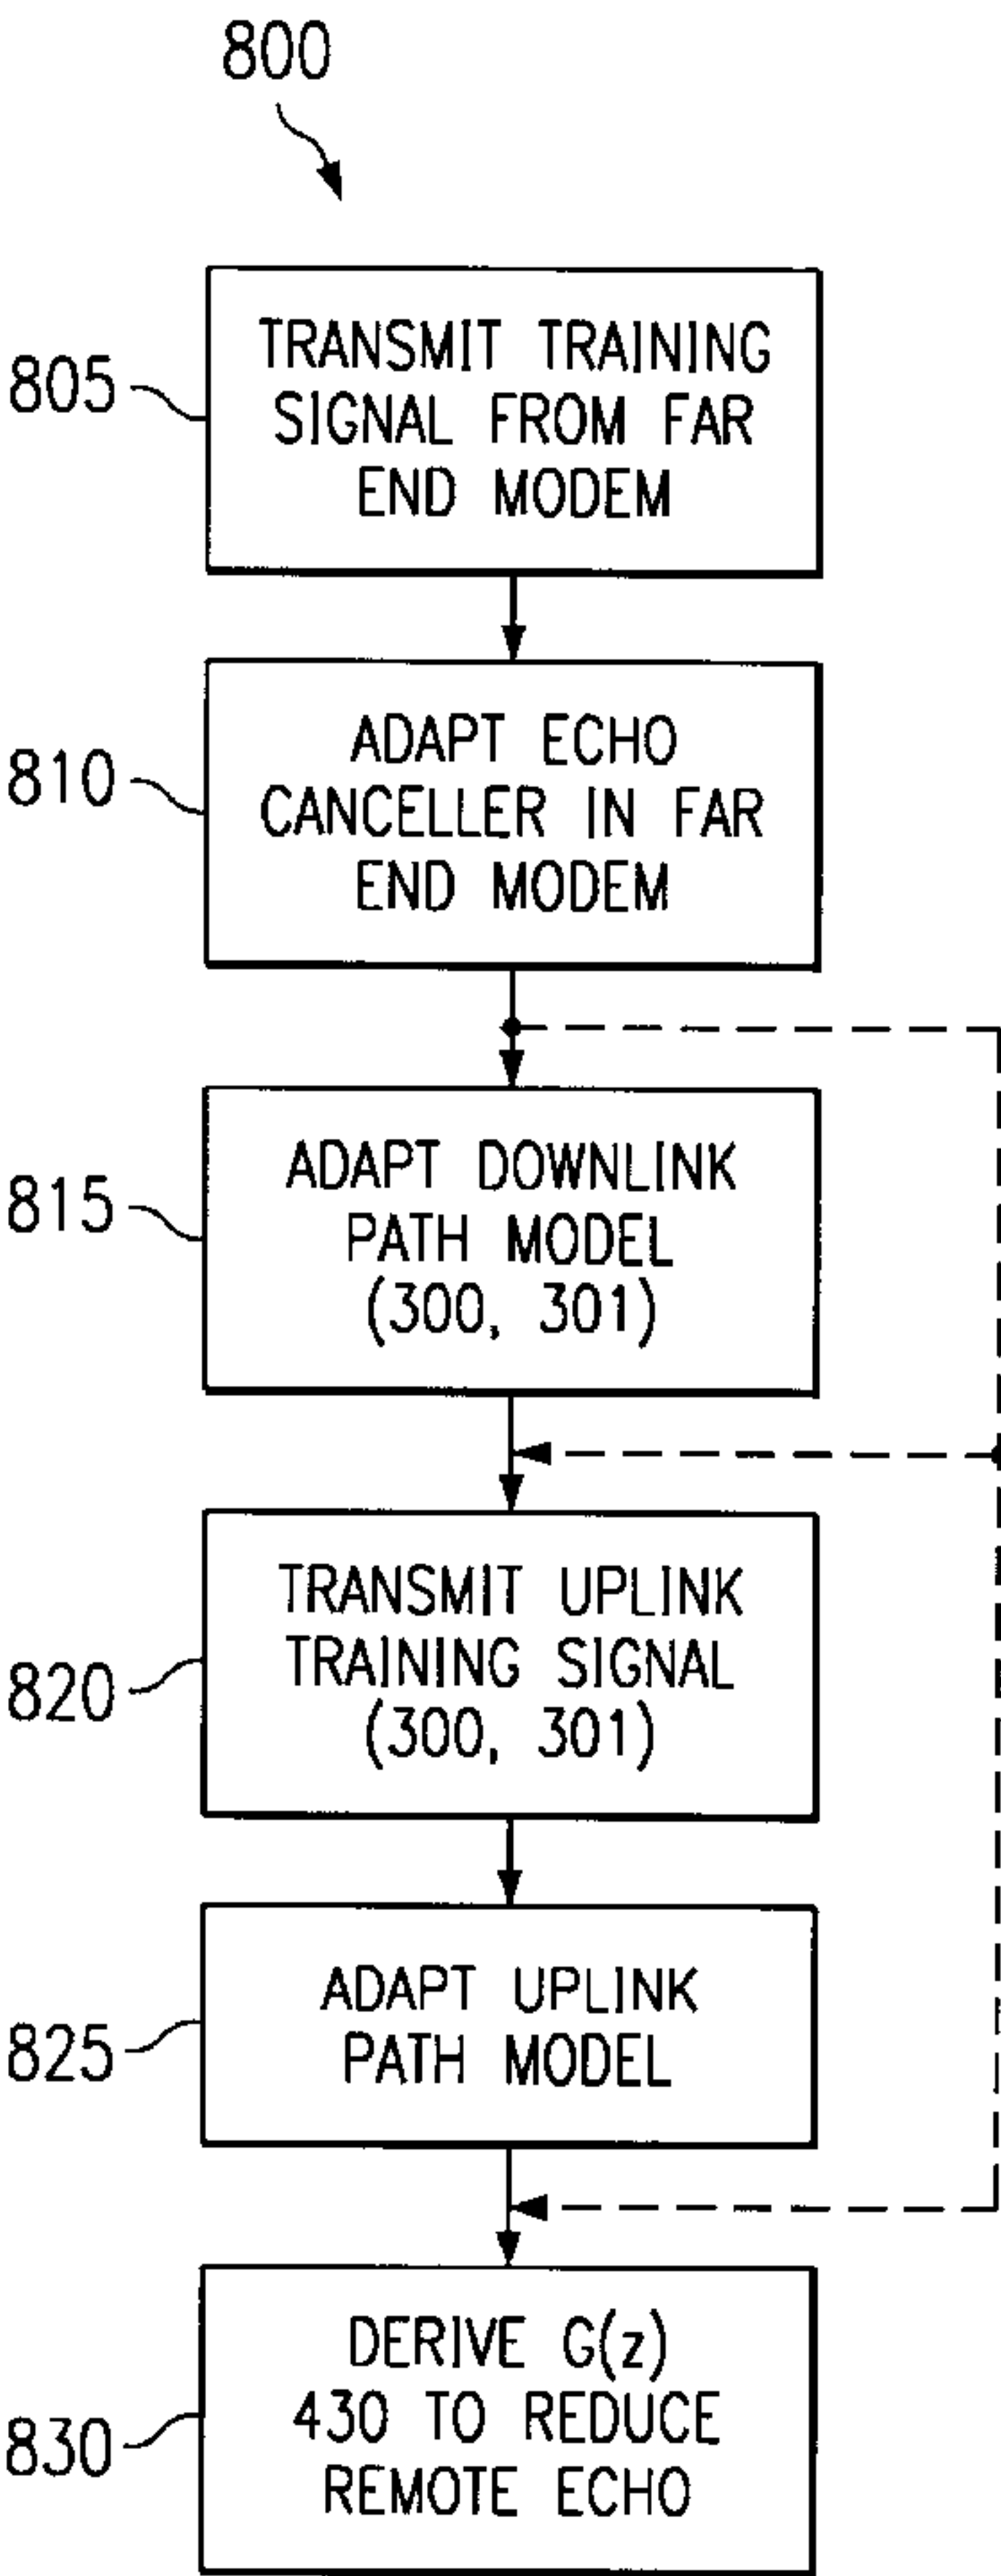 800
805
TRANSMIT TRAINING
SIGNAL FROM FAR
END MODEM
810
ADAPT ECHO
CANCELLER IN FAR
END MODEM
815
ADAPT DOWNLINK
PATH MODEL
(300, 301)
820
TRANSMIT UPLINK
TRAINING SIGNAL
(300, 301)
825
ADAPT UPLINK
PATH MODEL
830
DERIVE G(z)
430 TO REDUCE
REMOTE ECHO